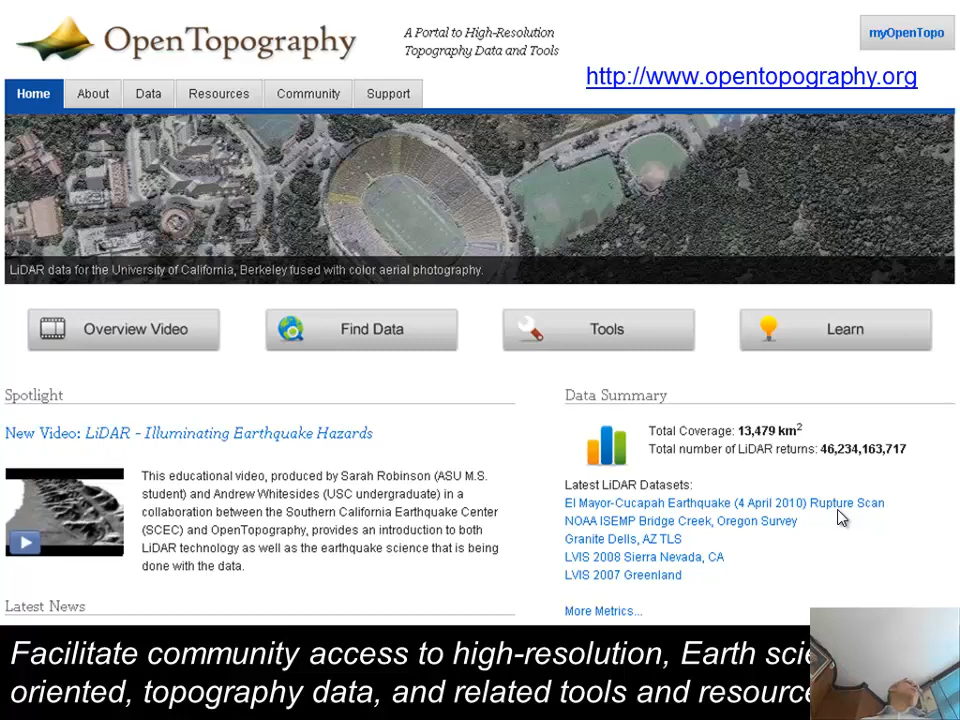 OpenTopography
A Portal to High-Resolution
Topography Data and Tools
myOpenTopo
http://www.opentopography.org
Home About Data Resources Community Support
LiDAR data for the University of California, Berkeley fused with color aerial photography.
Overview Video Find Data Tools Learn
Spotlight
New Video: LiDAR - Illuminating Earthquake Hazards
This educational video, produced by Sarah Robinson (ASU M.S.
student) and Andrew Whitesides (USC undergraduate) in a
collaboration between the Southern California Earthquake Center
(SCEC) and OpenTopography, provides an introduction to both
LiDAR technology as well as the earthquake science that is being
done with the data.
Latest News
Data Summary
Total Coverage: 13,479 km2
Total number of LiDAR returns: 46,234,163,717
Latest LiDAR Datasets:
El Mayor-Cucapah Earthquake (4 April 2010) Rupture Scan
NOAA ISEMP Bridge Creek, Oregon Survey
Granite Dells, AZ TLS
LVIS 2008 Sierra Nevada, CA
LVIS 2007 Greenland
More Metrics...
Facilitate community access to high-resolution, Earth
oriented, topography data, and related tools and